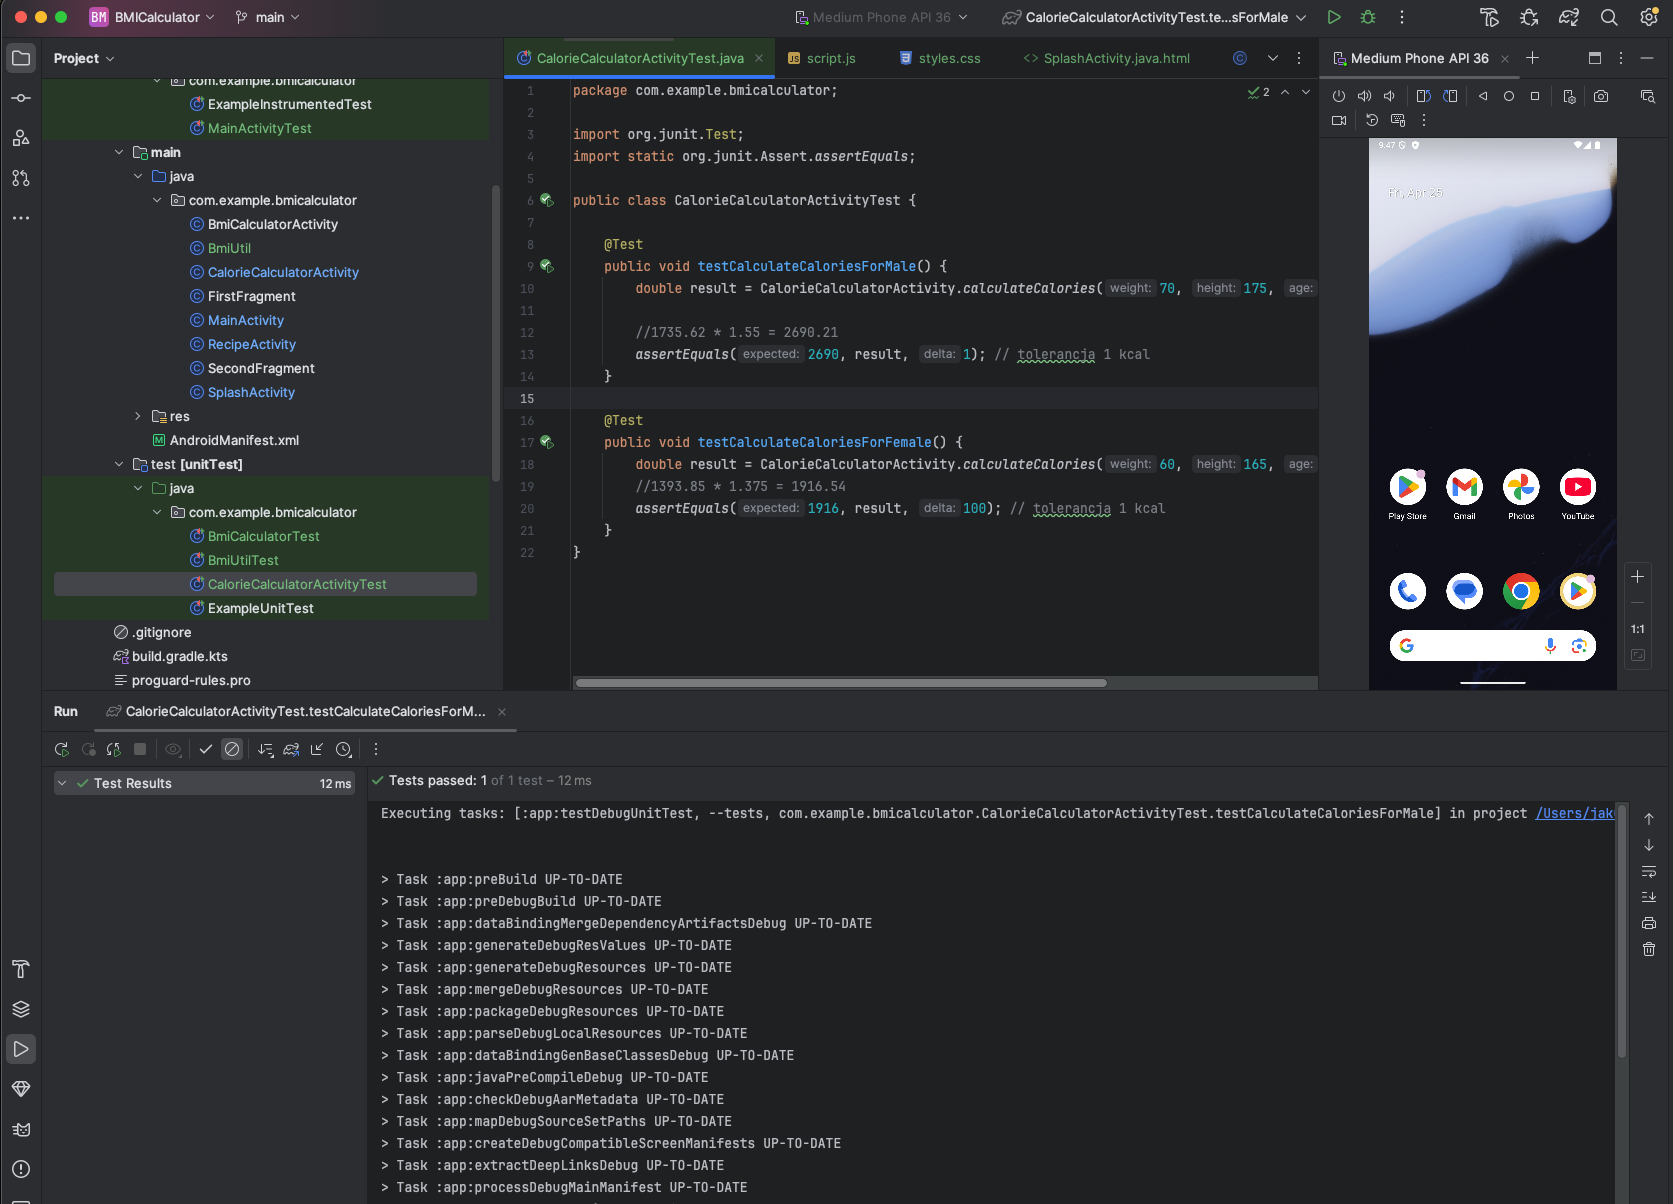 BM BMICalculator main Medium Phone API 36 CalorieCalculatorActivityTest.te...sForMale
Project
com.example.bmicalculator
ExampleInstrumentedTest
MainActivityTest
main
java
com.example.bmicalculator
BmiCalculatorActivity
BmiUtil
CalorieCalculatorActivity
FirstFragment
MainActivity
RecipeActivity
SecondFragment
SplashActivity
res
AndroidManifest.xml
test [unitTest]
java
com.example.bmicalculator
BmiCalculatorTest
BmiUtilTest
CalorieCalculatorActivityTest
ExampleUnitTest
.gitignore
build.gradle.kts
proguard-rules.pro
CalorieCalculatorActivityTest.java script.js styles.css SplashActivity.java.html
2
1 package com.example.bmicalculator;
2
3 import org.junit.Test;
4 import static org.junit.Assert.assertEquals;
5
6 public class CalorieCalculatorActivityTest {
7
8 @Test
9 public void testCalculateCaloriesForMale() {
10 double result = CalorieCalculatorActivity.calculateCalories( weight: 70, height: 175, age:
11
12 //1735.62 * 1.55 = 2690.21
13 assertEquals( expected: 2690, result, delta: 1); // tolerancja 1 kcal
14 }
15
16 @Test
17 public void testCalculateCaloriesForFemale() {
18 double result = CalorieCalculatorActivity.calculateCalories( weight: 60, height: 165, age:
19 //1393.85 * 1.375 = 1916.54
20 assertEquals( expected: 1916, result, delta: 100); // tolerancja 1 kcal
21 }
22 }
Medium Phone API 36
9:47
Fri, Apr 25
Play Store Gmail Photos YouTube
1:1
Run CalorieCalculatorActivityTest.testCalculateCaloriesForM...
Test Results 12 ms
Tests passed: 1 of 1 test – 12 ms
Executing tasks: [:app:testDebugUnitTest, --tests, com.example.bmicalculator.CalorieCalculatorActivityTest.testCalculateCaloriesForMale] in project /Users/jak
> Task :app:preBuild UP-TO-DATE
> Task :app:preDebugBuild UP-TO-DATE
> Task :app:dataBindingMergeDependencyArtifactsDebug UP-TO-DATE
> Task :app:generateDebugResValues UP-TO-DATE
> Task :app:generateDebugResources UP-TO-DATE
> Task :app:mergeDebugResources UP-TO-DATE
> Task :app:packageDebugResources UP-TO-DATE
> Task :app:parseDebugLocalResources UP-TO-DATE
> Task :app:dataBindingGenBaseClassesDebug UP-TO-DATE
> Task :app:javaPreCompileDebug UP-TO-DATE
> Task :app:checkDebugAarMetadata UP-TO-DATE
> Task :app:mapDebugSourceSetPaths UP-TO-DATE
> Task :app:createDebugCompatibleScreenManifests UP-TO-DATE
> Task :app:extractDeepLinksDebug UP-TO-DATE
> Task :app:processDebugMainManifest UP-TO-DATE